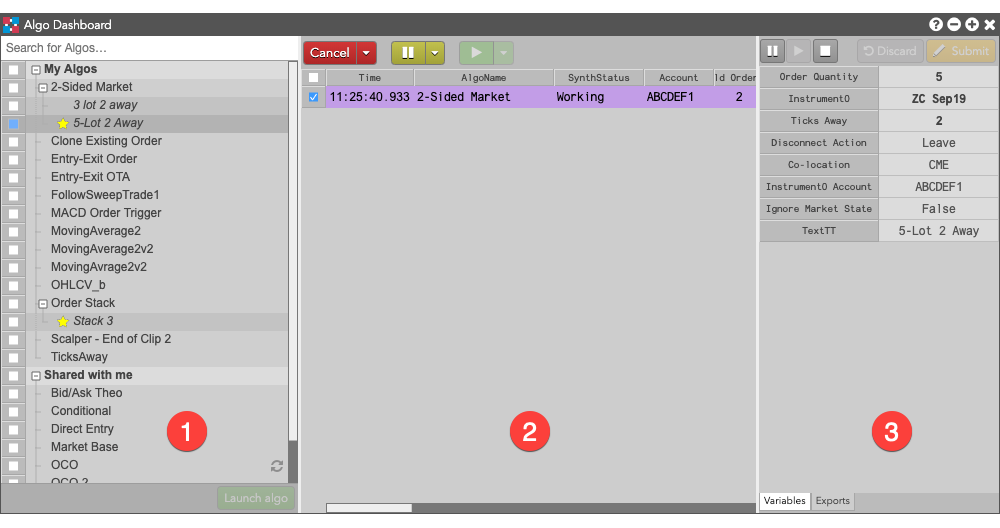 Algo Dashboard
Search for Algos…
My Algos
2-Sided Market
3 lot 2 away
5-Lot 2 Away
Clone Existing Order
Entry-Exit Order
Entry-Exit OTA
FollowSweepTrade1
MACD Order Trigger
MovingAverage2
MovingAverage2v2
MovingAvrage2v2
OHLCV_b
Order Stack
Stack 3
Scalper - End of Clip 2
TicksAway
Shared with me
Bid/Ask Theo
Conditional
Direct Entry
Market Base
OCO
OCO 2
Launch algo
1
Cancel
Time AlgoName SynthStatus Account ld Order
11:25:40.933 2-Sided Market Working ABCDEF1 2
2
Discard Submit
Order Quantity 5
Instrument0 ZC Sep19
Ticks Away 2
Disconnect Action Leave
Co-location CME
Instrument0 Account ABCDEF1
Ignore Market State False
TextTT 5-Lot 2 Away
3
Variables Exports